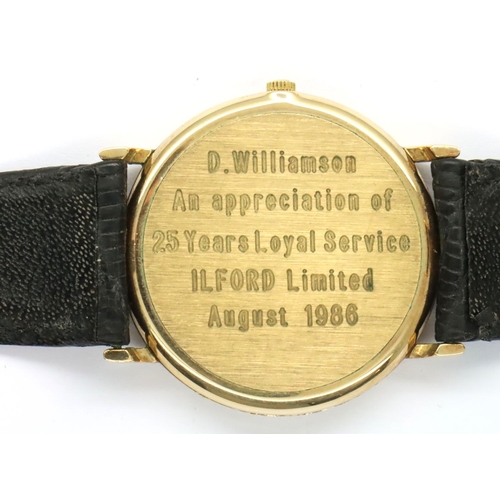 D. Williamson
An appreciation of
25 Years Loyal Service
ILFORD Limited
August 1986